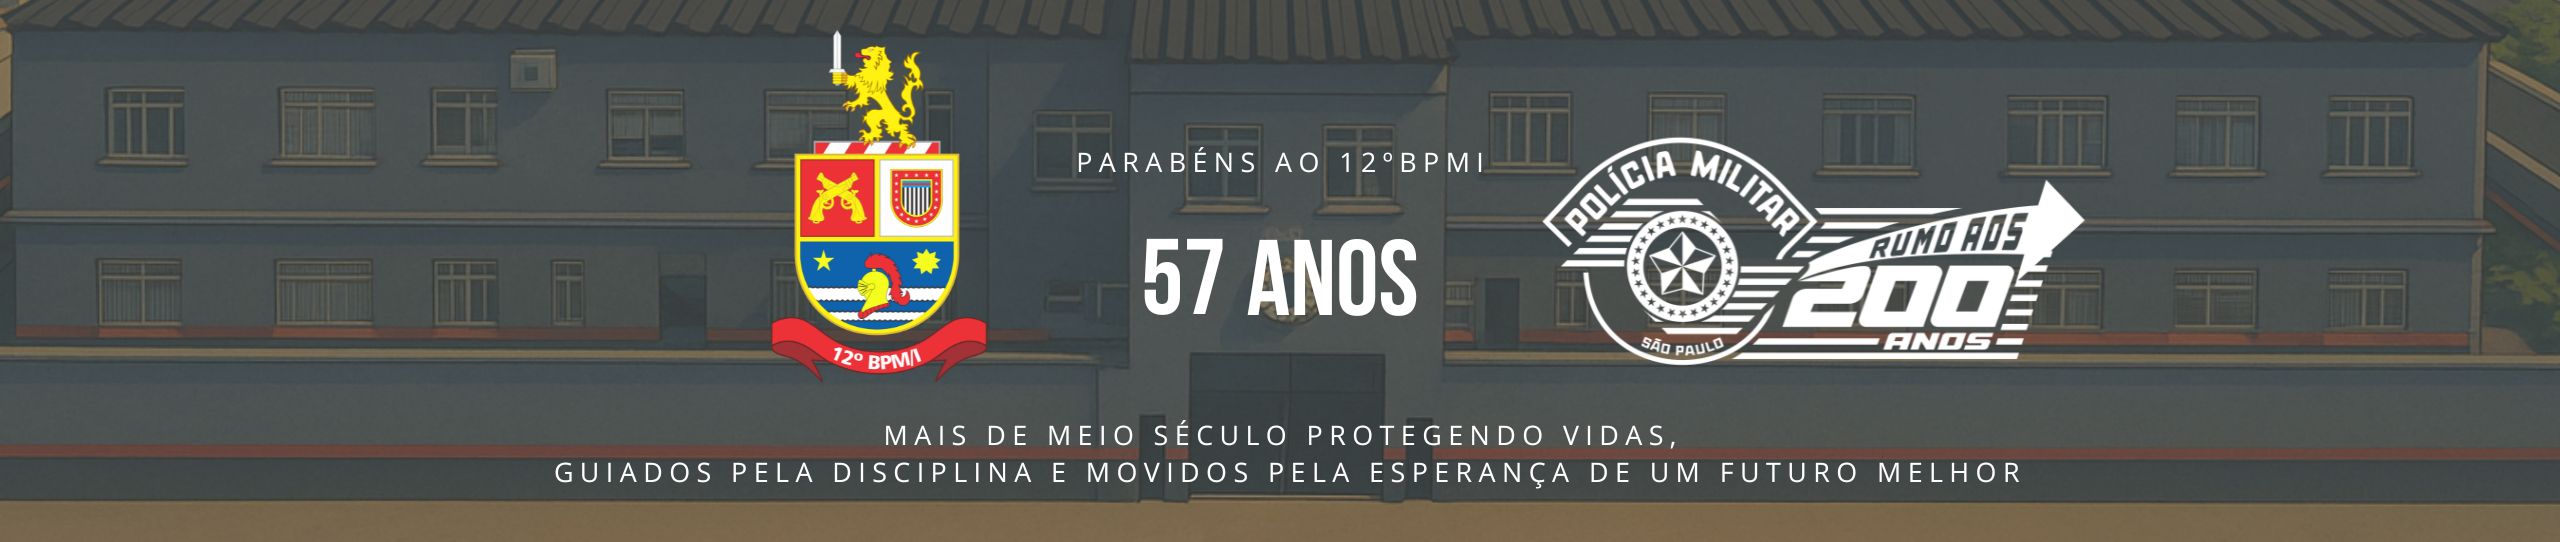 PARABÉNS AO 12ºBPMI
57 ANOS
12º BPM/I
POLÍCIA MILITAR
SÃO PAULO
RUMO AOS
200
ANOS
MAIS DE MEIO SÉCULO PROTEGENDO VIDAS,
GUIADOS PELA DISCIPLINA E MOVIDOS PELA ESPERANÇA DE UM FUTURO MELHOR